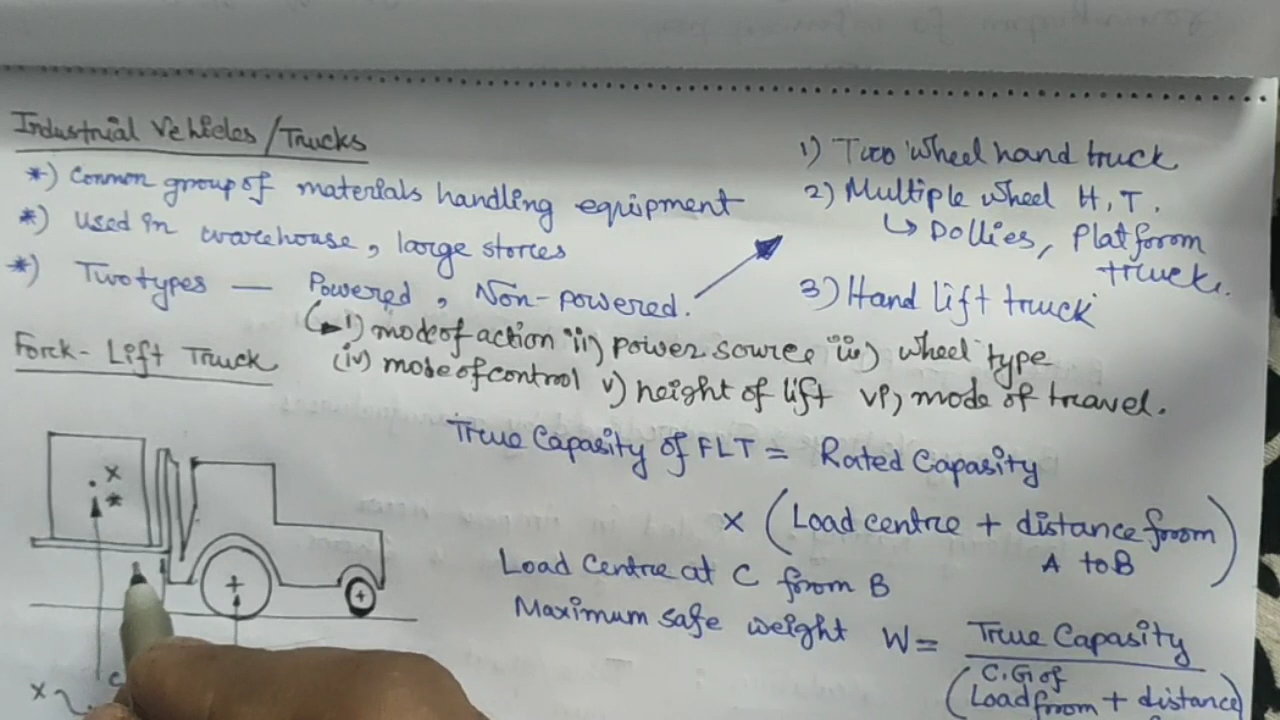 Industrial Vehicles/Trucks
*) Common group of materials handling equipment
*) used in warehouse, large stores
*) Two types — Powered, Non-powered.
1) Two wheel hand truck
2) Multiple wheel H.T.
↳ Dollies, Platform
truck.
3) Hand lift truck
(i) mode of action ii) power source iii) wheel type
(iv) mode of control v) height of lift vi) mode of travel.
Fork-Lift Truck
True Capasity of FLT = Rated Capasity
x (Load centre + distance from
A to B)
Load Centre at C from B
Maximum safe weight W = True Capasity
(C.G. of
Load from + distance)
x
*
+
+
C
x